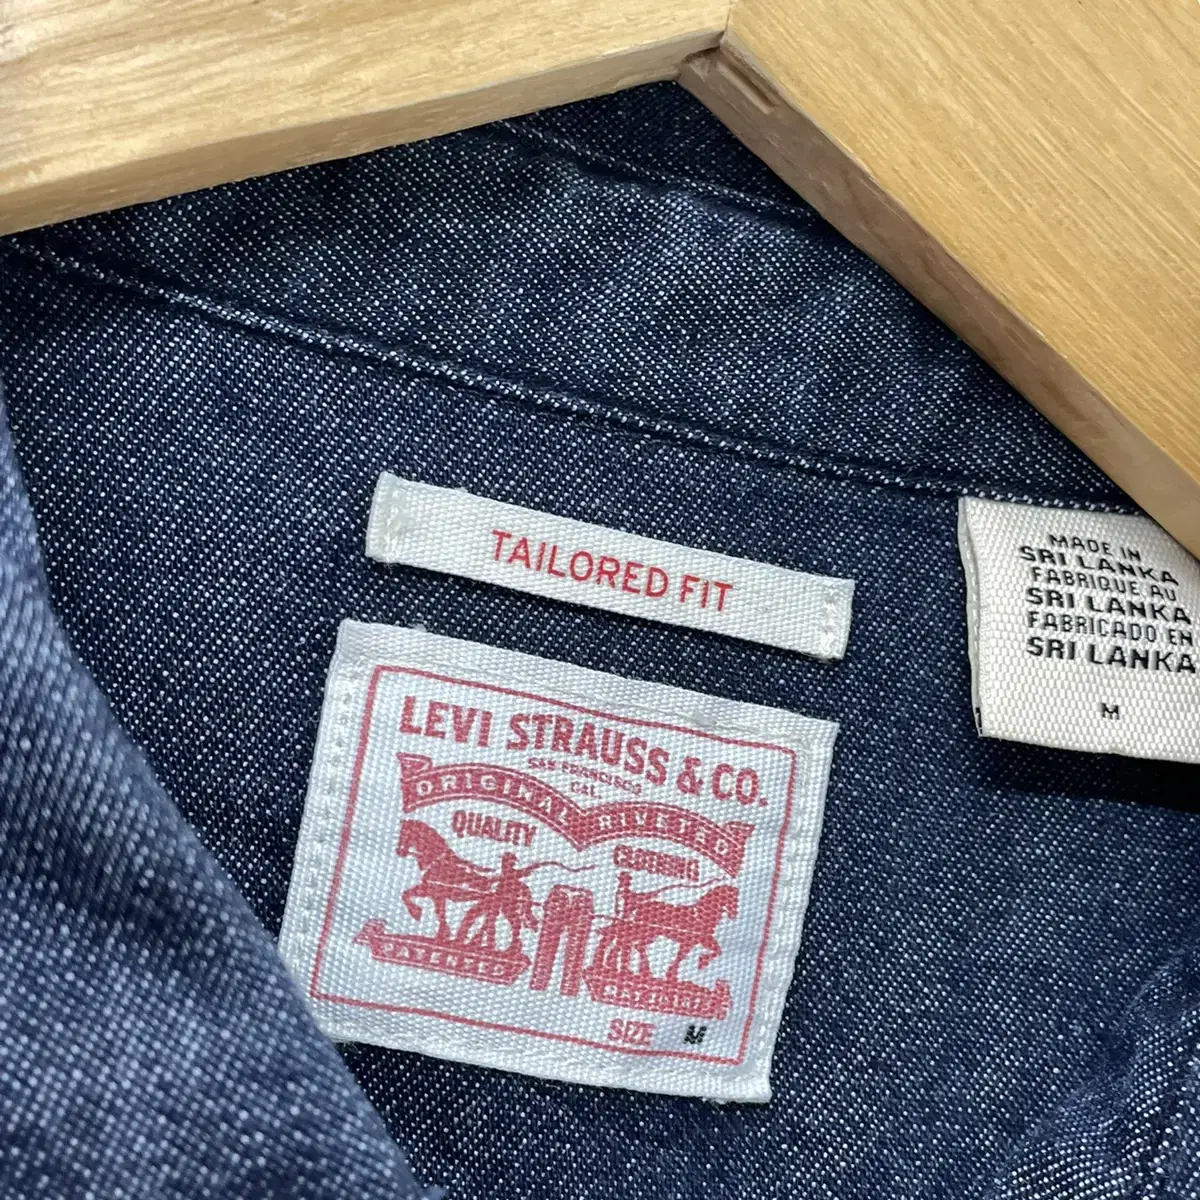 TAILORED FIT
LEVI STRAUSS & CO.
SAN FRANCISCO
CAL.
ORIGINAL RIVETED
QUALITY CLOTHING
PATENTED
SIZE M
MADE IN
SRI LANKA
FABRIQUE AU
SRI LANKA
FABRICADO EN
SRI LANKA
M